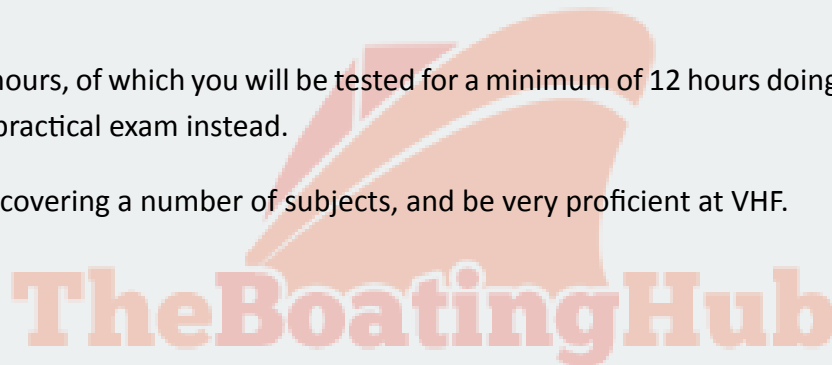 hours, of which you will be tested for a minimum of 12 hours doing
practical exam instead.
covering a number of subjects, and be very proficient at VHF.
TheBoatingHub